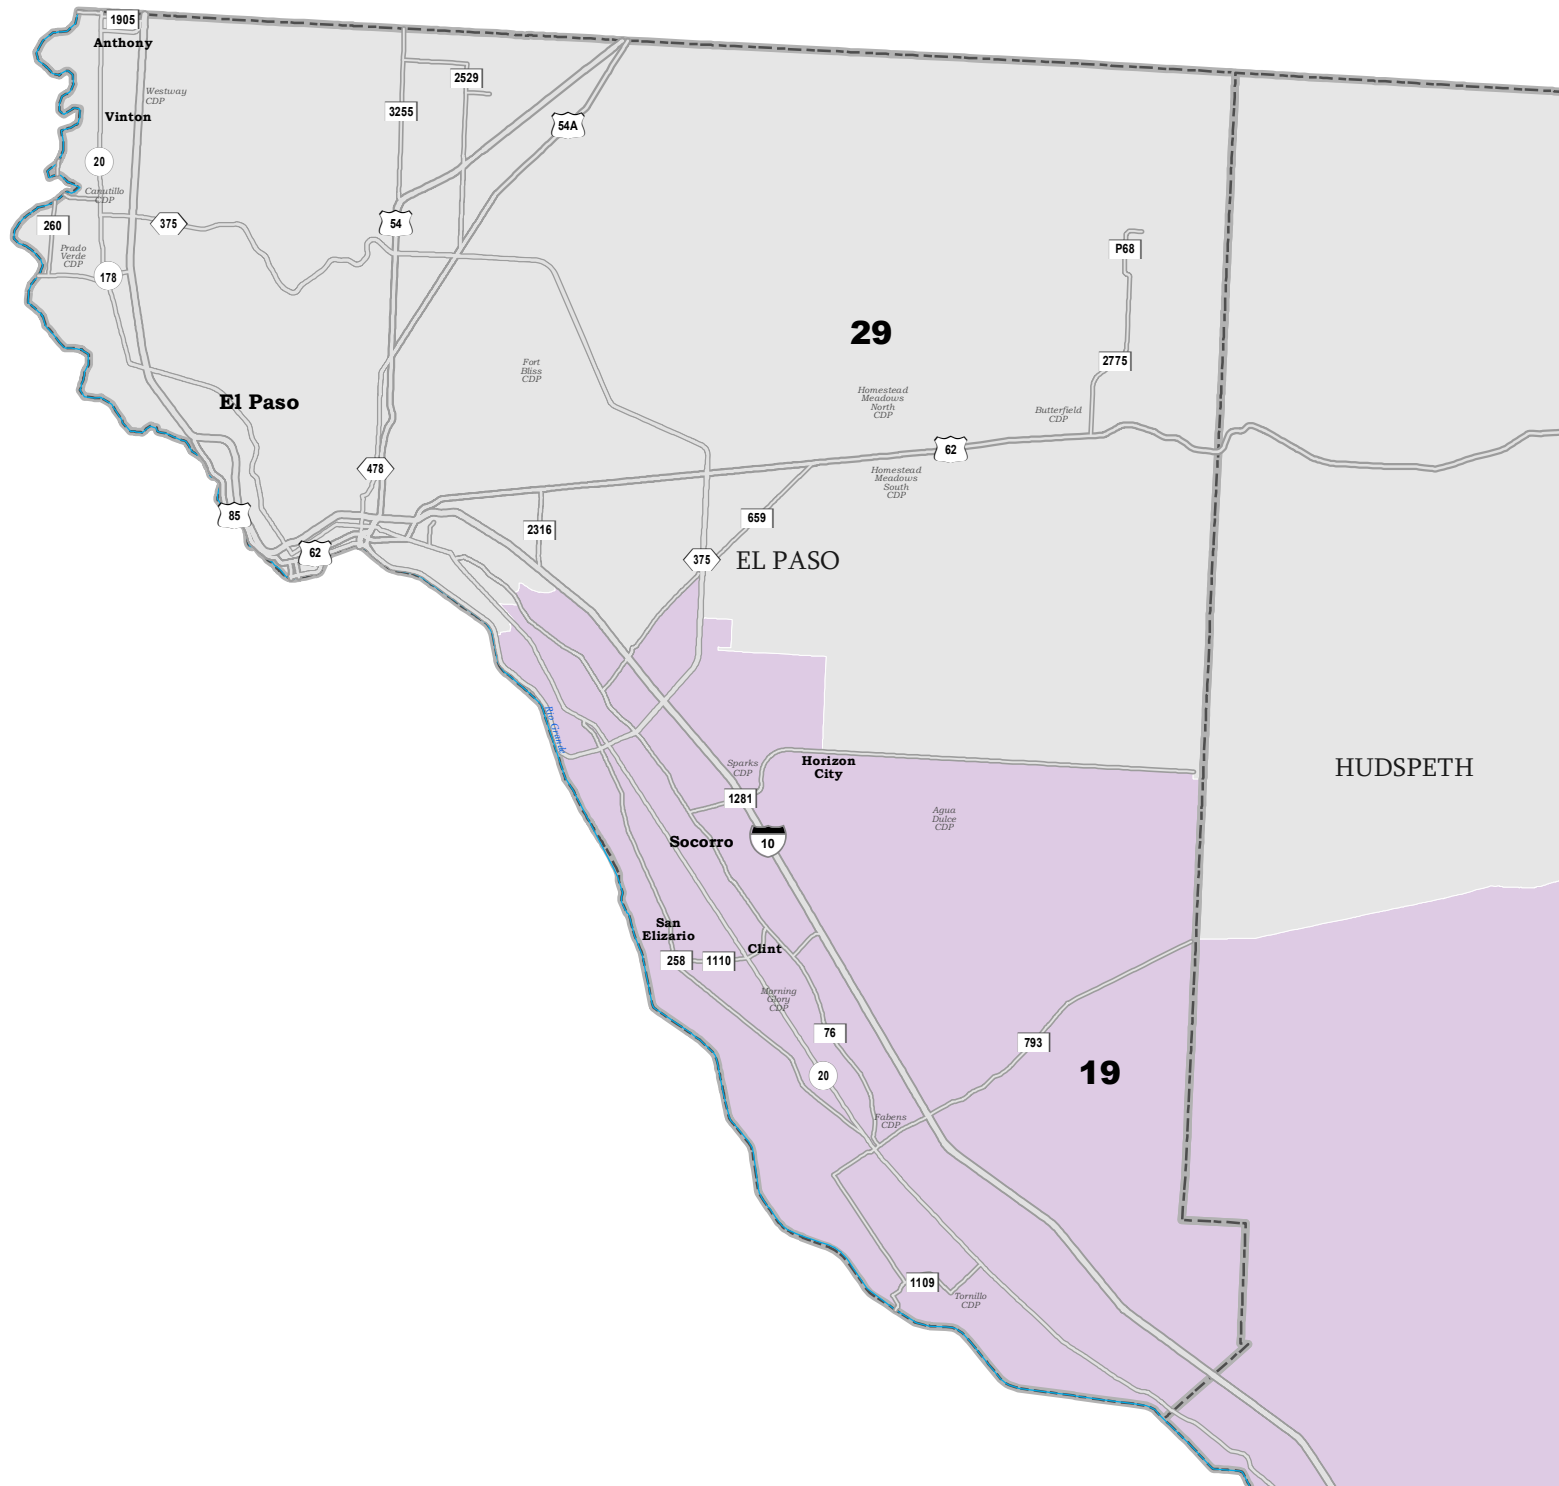 1905
Anthony
2529
Westway
CDP
3255
Vinton
54A
20
Canutillo
CDP
260
375
54
Prado
Verde
CDP
P68
178
29
Fort
Bliss
CDP
2775
El Paso
Homestead
Meadows
North
CDP
Butterfield
CDP
62
478
Homestead
Meadows
South
CDP
85
659
2316
62
375
EL PASO
Rio Grande
Sparks
CDP
Horizon
City
HUDSPETH
1281
Agua
Dulce
CDP
Socorro
10
San
Elizario
Clint
258
1110
Morning
Glory
CDP
76
793
20
19
Fabens
CDP
1109
Tornillo
CDP